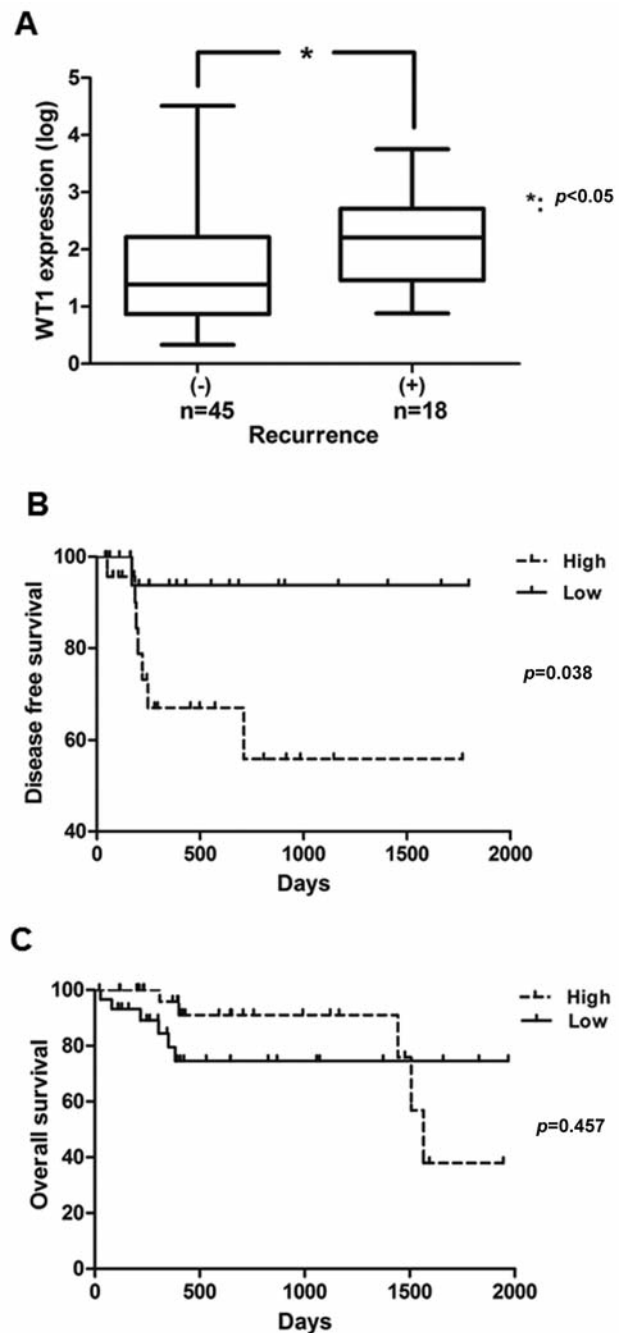 A
*
5
4
3
2
1
0
WT1 expression (log)
*: p<0.05
(-) (+)
n=45 n=18
Recurrence
B
100
80
60
40
Disease free survival
High
Low
p=0.038
0 500 1000 1500 2000
Days
C
100
80
60
40
20
0
Overall survival
High
Low
p=0.457
0 500 1000 1500 2000
Days